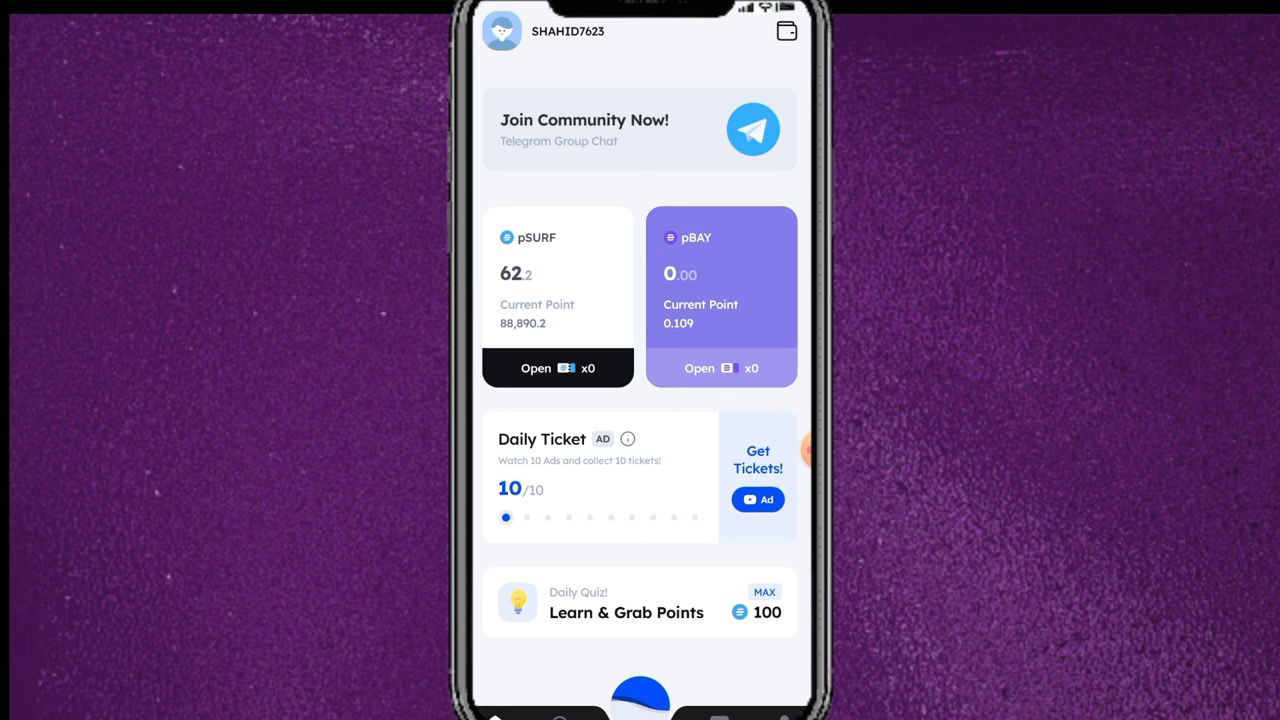 SHAHID7623
Join Community Now!
Telegram Group Chat
pSURF
62.2
Current Point
88,890.2
Open x0
pBAY
0.00
Current Point
0.109
Open x0
Daily Ticket AD
Watch 10 Ads and collect 10 tickets!
10/10
Get
Tickets!
Ad
Daily Quiz!
Learn & Grab Points
MAX
100